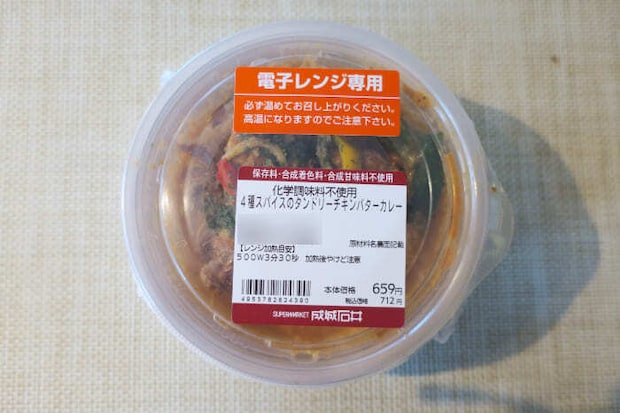 電子レンジ専用
必ず温めてお召し上がりください。
高温になりますのでご注意下さい。
保存料・合成着色料・合成甘味料不使用
化学調味料不使用
4種スパイスのタンドリーチキンバターカレー
原材料名裏面記載
【レンジ加熱目安】
500W3分30秒 加熱後やけど注意
本体価格 659円
税込価格 712円
4953762624390
SUPERMARKET 成城石井